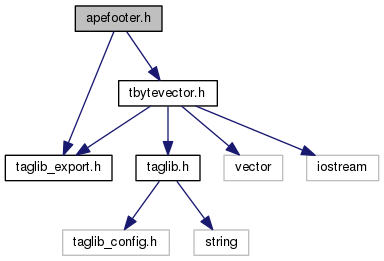 apefooter.h
tbytevector.h
taglib_export.h
taglib.h
vector
iostream
taglib_config.h
string